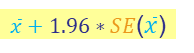 x̄ + 1.96 * SE(x̄)